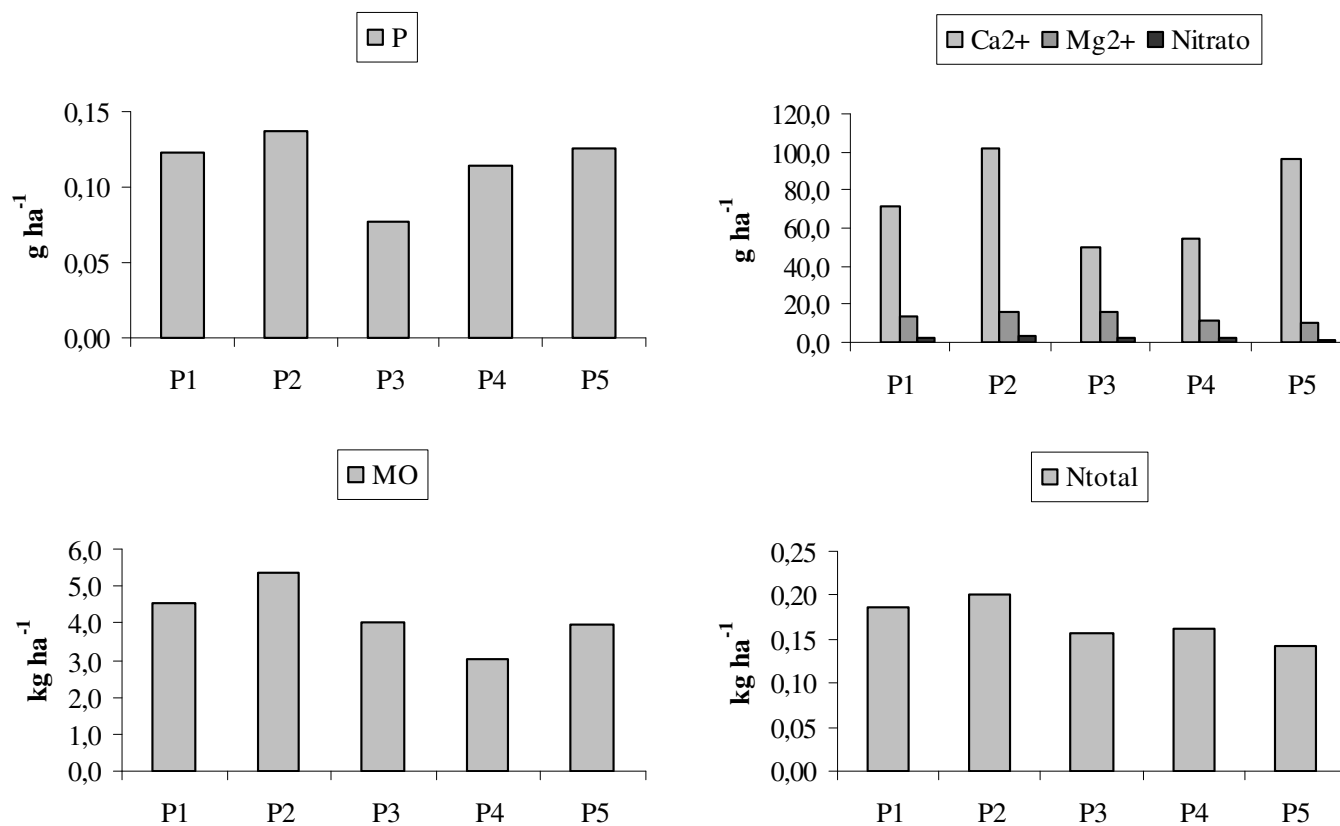 P
0,15
0,10
0,05
0,00
g ha-1
P1 P2 P3 P4 P5
Ca2+ Mg2+ Nitrato
120,0
100,0
80,0
60,0
40,0
20,0
0,0
g ha-1
P1 P2 P3 P4 P5
MO
6,0
5,0
4,0
3,0
2,0
1,0
0,0
kg ha-1
P1 P2 P3 P4 P5
Ntotal
0,25
0,20
0,15
0,10
0,05
0,00
kg ha-1
P1 P2 P3 P4 P5